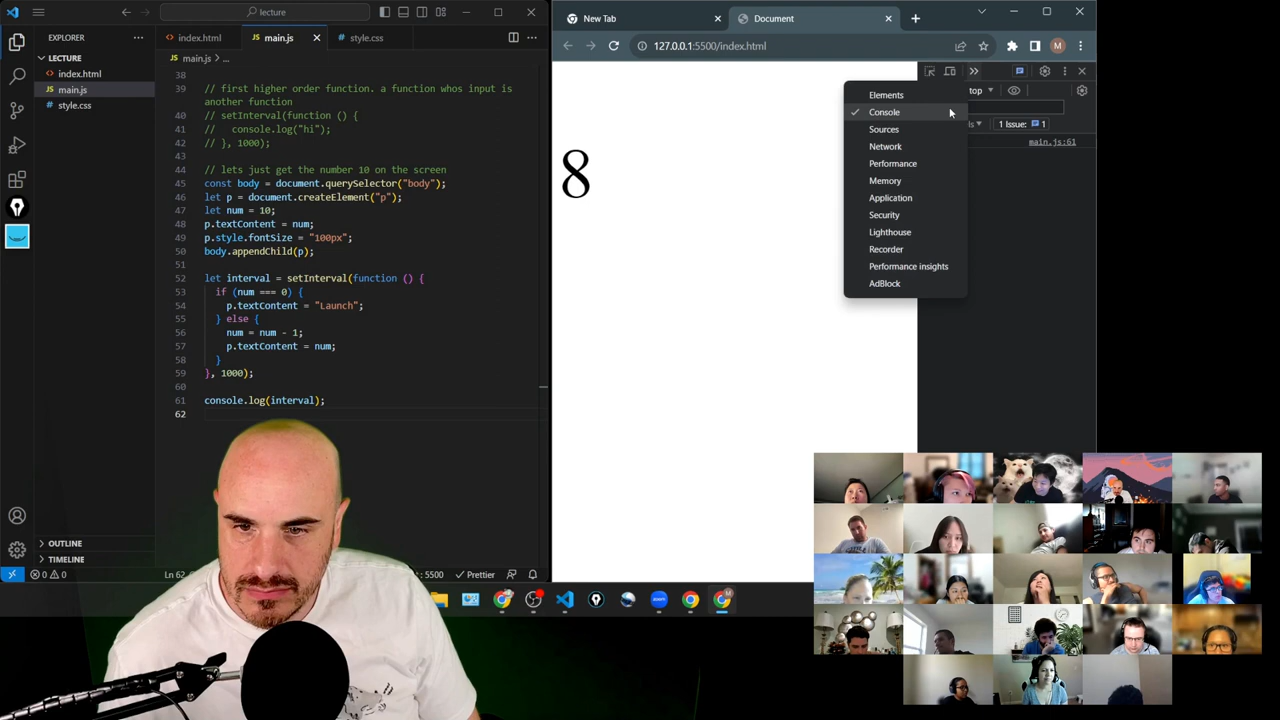 lecture
EXPLORER
LECTURE
index.html
main.js
style.css
OUTLINE
TIMELINE
index.html
main.js
style.css
main.js > ...
38
39 // first higher order function. a function whos input is
another function
40 // setInterval(function () {
41 //   console.log("hi");
42 // }, 1000);
43
44 // lets just get the number 10 on the screen
45 const body = document.querySelector("body");
46 let p = document.createElement("p");
47 let num = 10;
48 p.textContent = num;
49 p.style.fontSize = "100px";
50 body.appendChild(p);
51
52 let interval = setInterval(function () {
53   if (num === 0) {
54     p.textContent = "Launch";
55   } else {
56     num = num - 1;
57     p.textContent = num;
58   }
59 }, 1000);
60
61 console.log(interval);
62
0 0
Ln 62
: 5500
Prettier
New Tab
Document
127.0.0.1:5500/index.html
M
8
top
1 Issue: 1
main.js:61
Elements
Console
Sources
Network
Performance
Memory
Application
Security
Lighthouse
Recorder
Performance insights
AdBlock
zoom